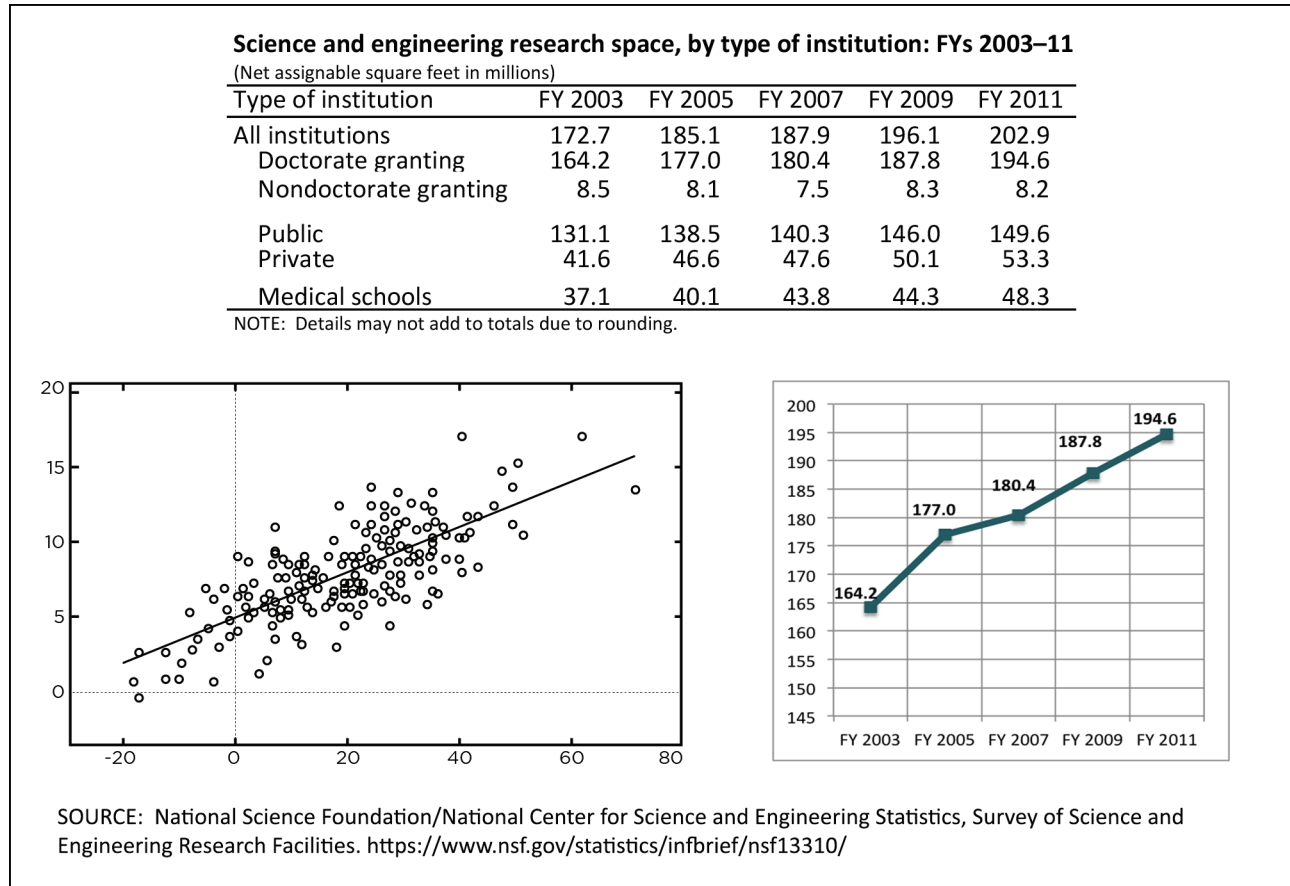 Science and engineering research space, by type of institution: FYs 2003–11
(Net assignable square feet in millions)
Type of institution FY 2003 FY 2005 FY 2007 FY 2009 FY 2011
All institutions 172.7 185.1 187.9 196.1 202.9
Doctorate granting 164.2 177.0 180.4 187.8 194.6
Nondoctorate granting 8.5 8.1 7.5 8.3 8.2
Public 131.1 138.5 140.3 146.0 149.6
Private 41.6 46.6 47.6 50.1 53.3
Medical schools 37.1 40.1 43.8 44.3 48.3
NOTE: Details may not add to totals due to rounding.
20
15
10
5
0
-20 0 20 40 60 80
200
195
190
185
180
175
170
165
160
155
150
145
164.2
177.0
180.4
187.8
194.6
FY 2003 FY 2005 FY 2007 FY 2009 FY 2011
SOURCE: National Science Foundation/National Center for Science and Engineering Statistics, Survey of Science and
Engineering Research Facilities. https://www.nsf.gov/statistics/infbrief/nsf13310/